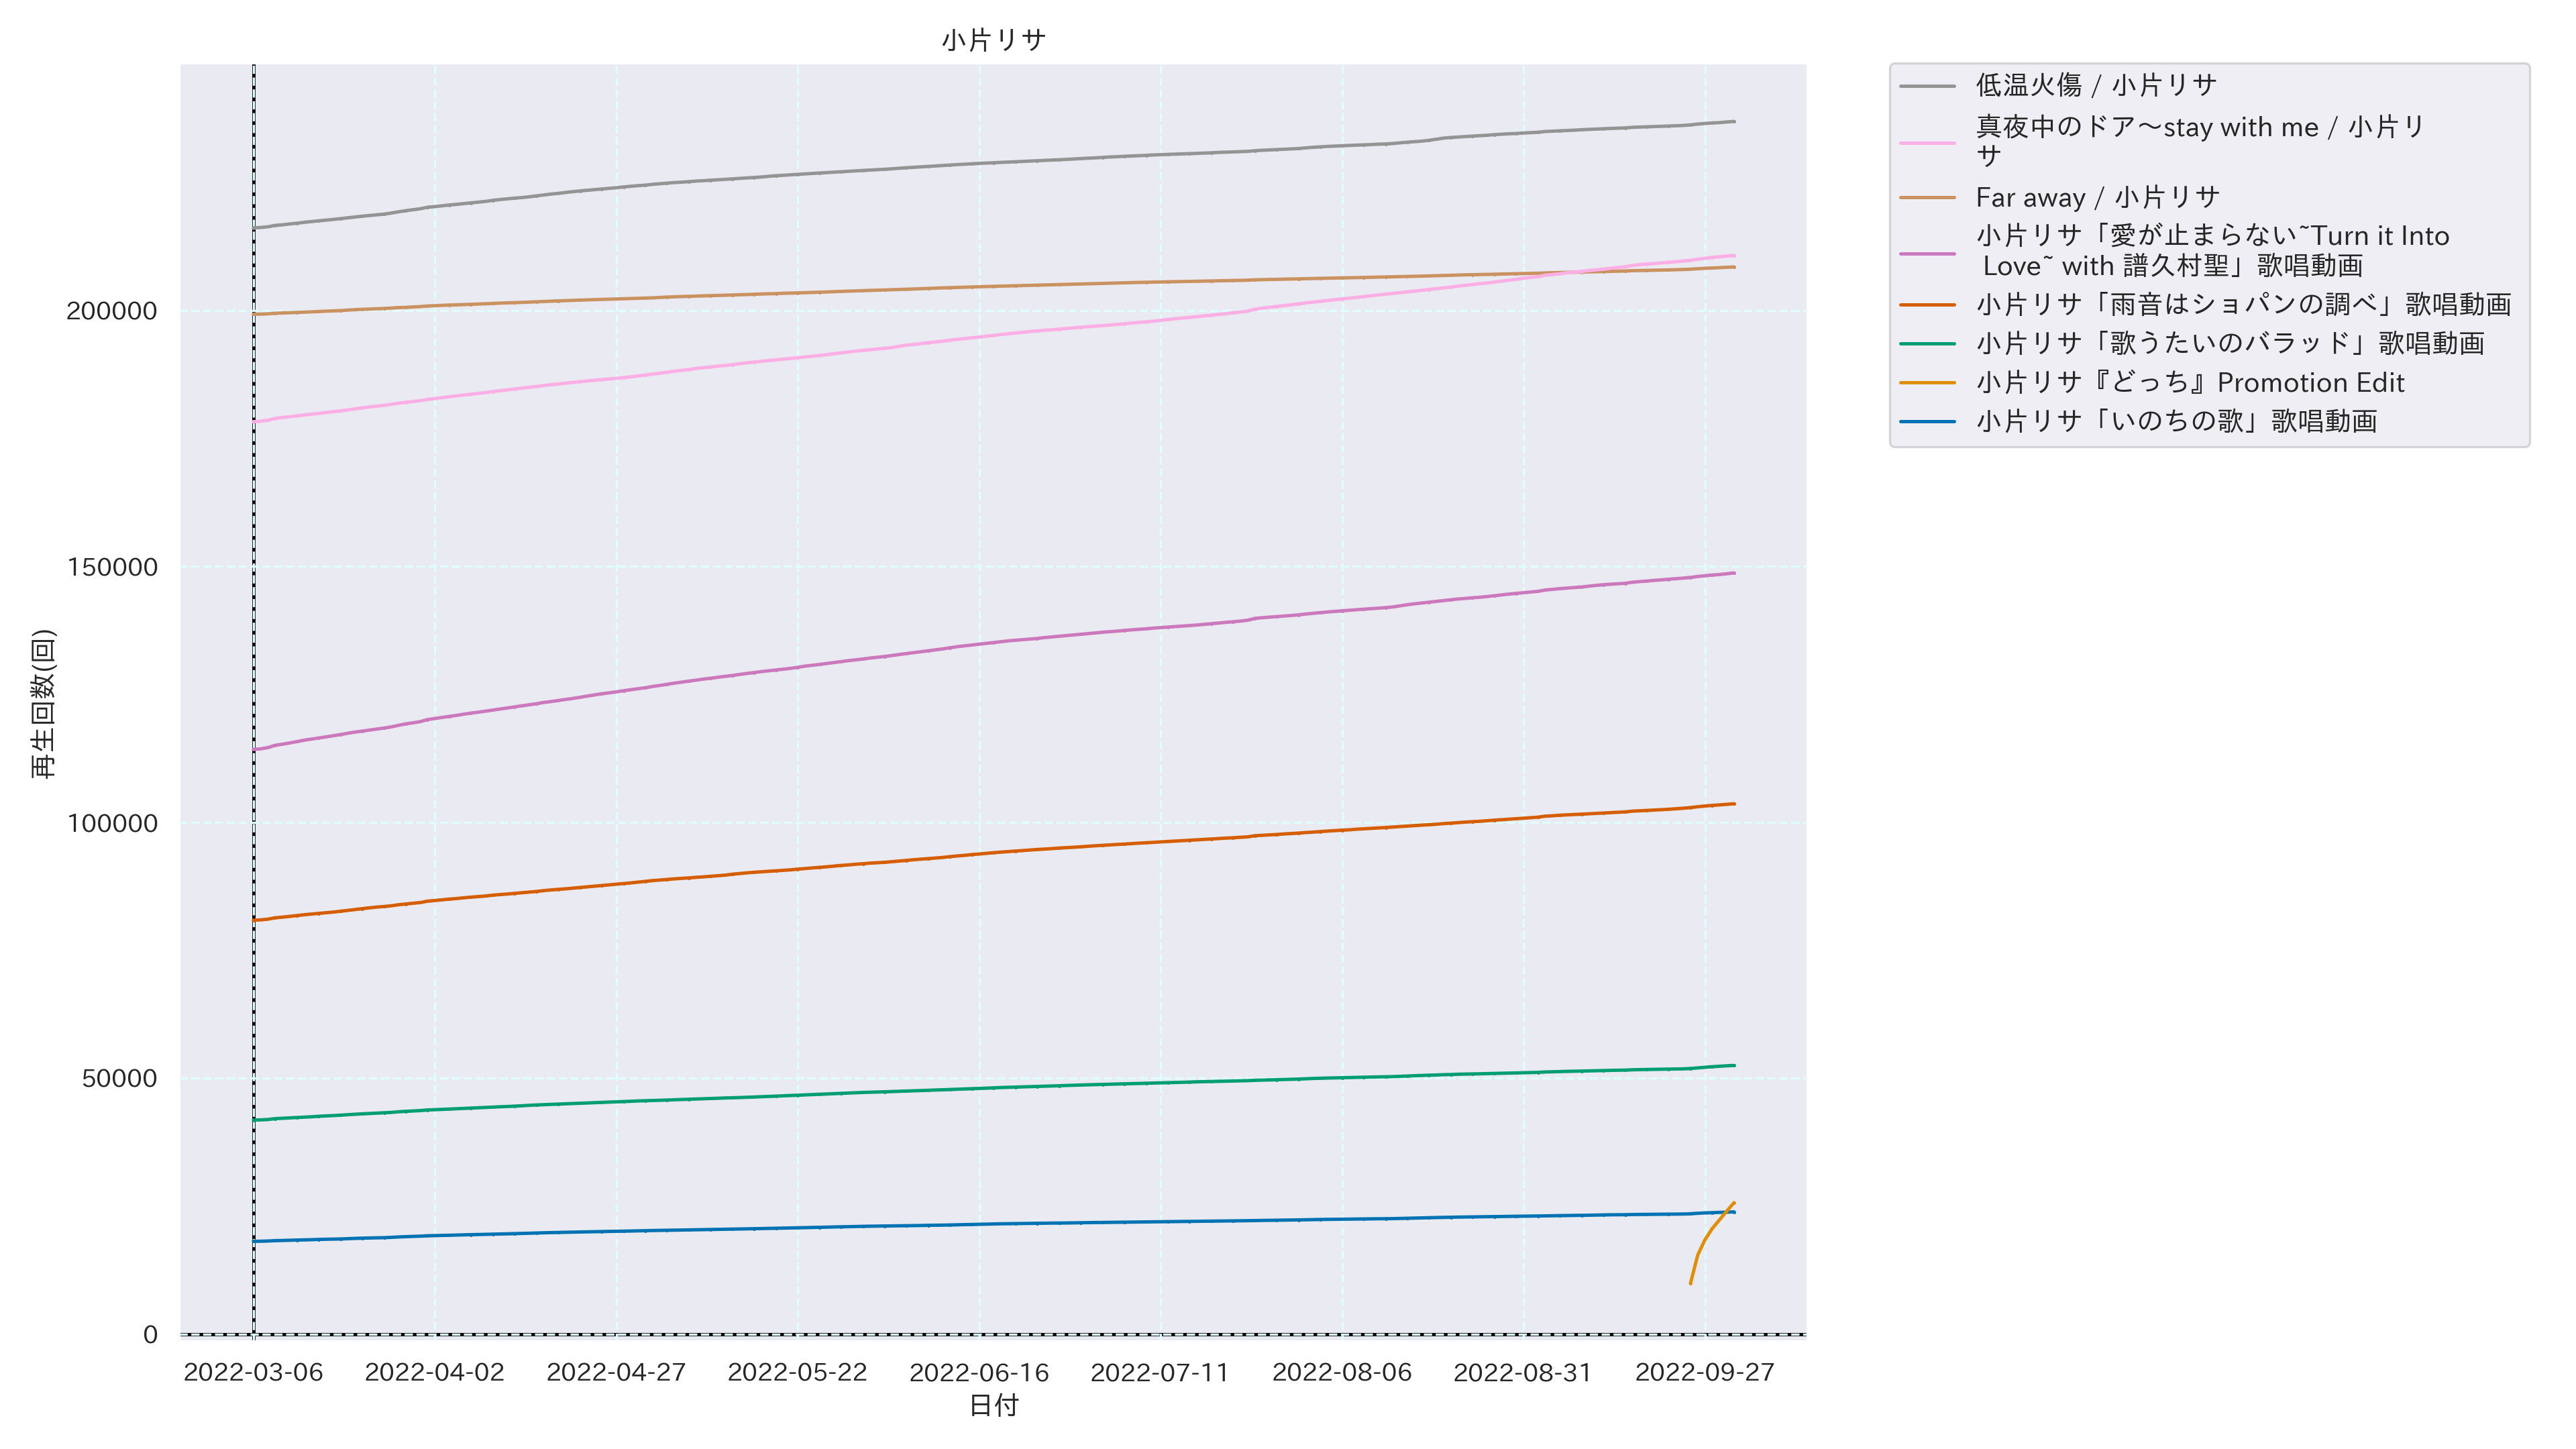 小片リサ
再生回数(回)
200000
150000
100000
50000
0
2022-03-06 2022-04-02 2022-04-27 2022-05-22 2022-06-16 2022-07-11 2022-08-06 2022-08-31 2022-09-27
日付
低温火傷 / 小片リサ
真夜中のドア～stay with me / 小片リ
サ
Far away / 小片リサ
小片リサ「愛が止まらない~Turn it Into
Love~ with 譜久村聖」歌唱動画
小片リサ「雨音はショパンの調べ」歌唱動画
小片リサ「歌うたいのバラッド」歌唱動画
小片リサ『どっち』Promotion Edit
小片リサ「いのちの歌」歌唱動画